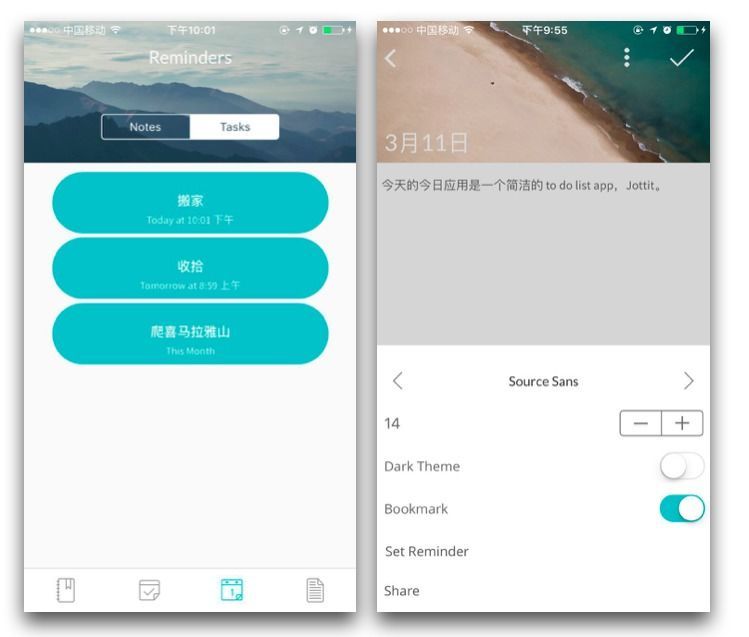 中国移动 下午10:01
Reminders
Notes Tasks
搬家
Today at 10:01 下午
收拾
Tomorrow at 8:59 上午
爬喜马拉雅山
This Month
1
中国移动 下午9:55
3月11日
今天的今日应用是一个简洁的 to do list app，Jottit。
Source Sans
14
Dark Theme
Bookmark
Set Reminder
Share